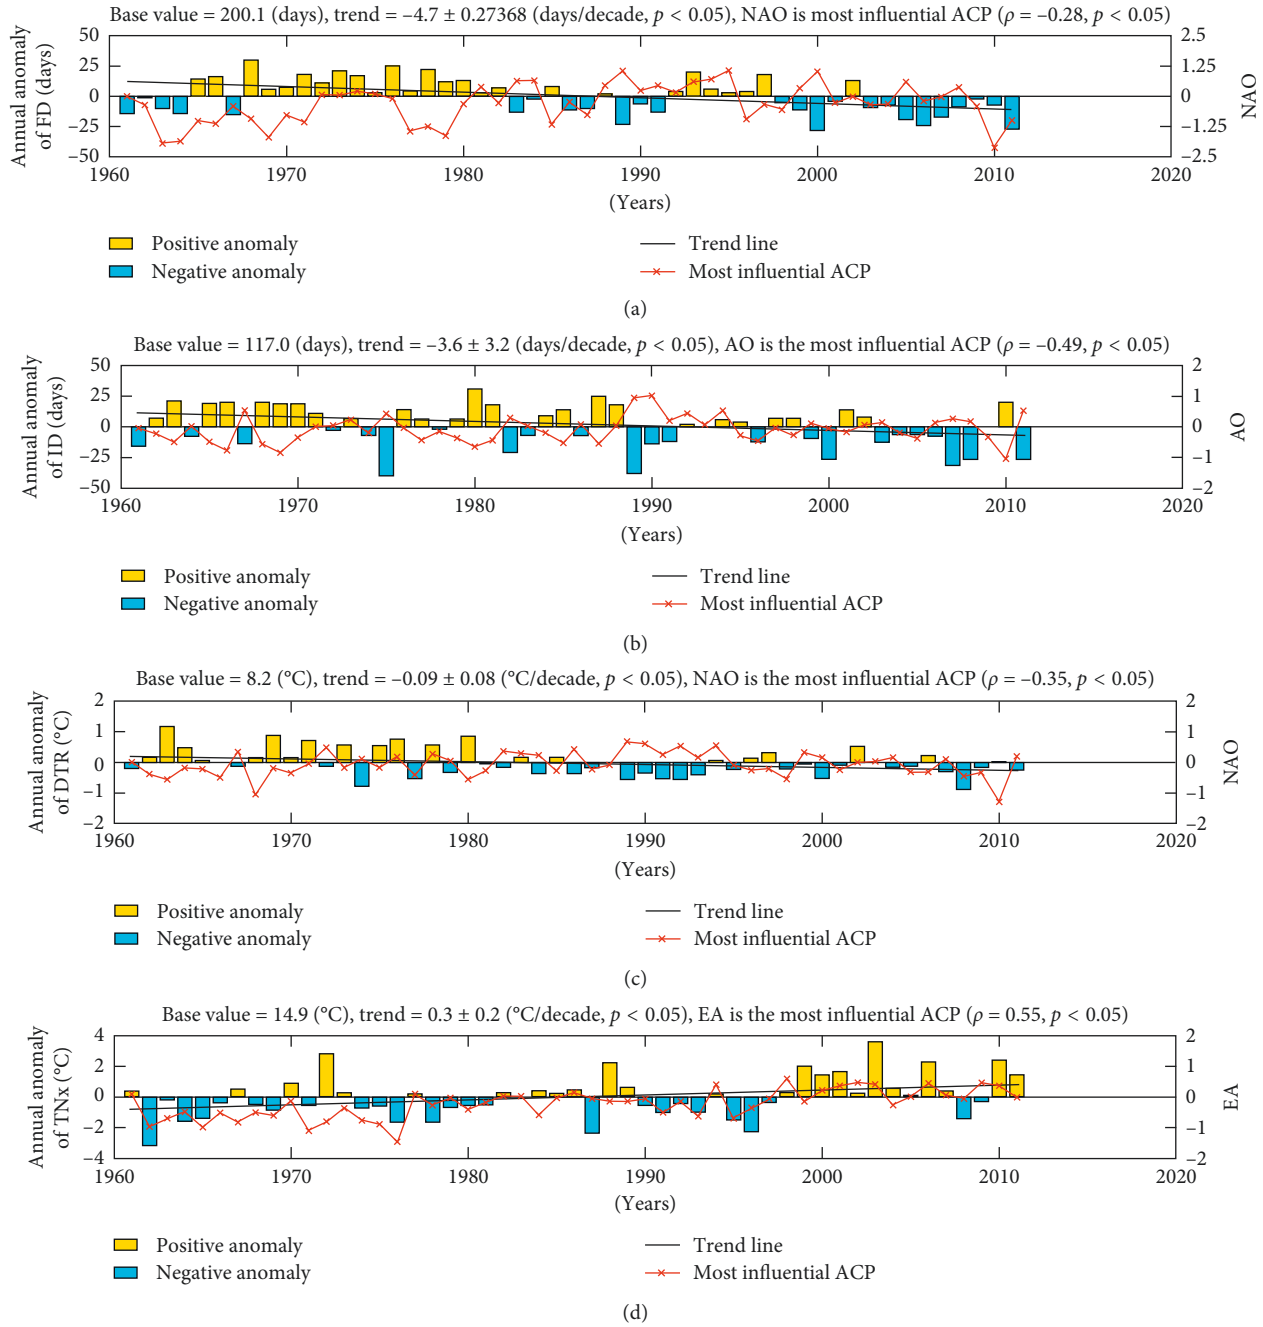 Base value = 200.1 (days), trend = –4.7 ± 0.27368 (days/decade, p < 0.05), NAO is most influential ACP (ρ = –0.28, p < 0.05)
Annual anomaly
of FD (days)
50
25
0
–25
–50
2.5
1.25
0
–1.25
–2.5
NAO
1960 1970 1980 1990 2000 2010 2020
(Years)
Positive anomaly
Negative anomaly
Trend line
Most influential ACP
(a)
Base value = 117.0 (days), trend = –3.6 ± 3.2 (days/decade, p < 0.05), AO is the most influential ACP (ρ = –0.49, p < 0.05)
Annual anomaly
of ID (days)
50
25
0
–25
–50
2
1
0
–1
–2
AO
1960 1970 1980 1990 2000 2010 2020
(Years)
Positive anomaly
Negative anomaly
Trend line
Most influential ACP
(b)
Base value = 8.2 (°C), trend = –0.09 ± 0.08 (°C/decade, p < 0.05), NAO is the most influential ACP (ρ = –0.35, p < 0.05)
Annual anomaly
of DTR (°C)
2
1
0
–1
–2
2
1
0
–1
–2
NAO
1960 1970 1980 1990 2000 2010 2020
(Years)
Positive anomaly
Negative anomaly
Trend line
Most influential ACP
(c)
Base value = 14.9 (°C), trend = 0.3 ± 0.2 (°C/decade, p < 0.05), EA is the most influential ACP (ρ = 0.55, p < 0.05)
Annual anomaly
of TNx (°C)
4
2
0
–2
–4
2
1
0
–1
–2
EA
1960 1970 1980 1990 2000 2010 2020
(Years)
Positive anomaly
Negative anomaly
Trend line
Most influential ACP
(d)